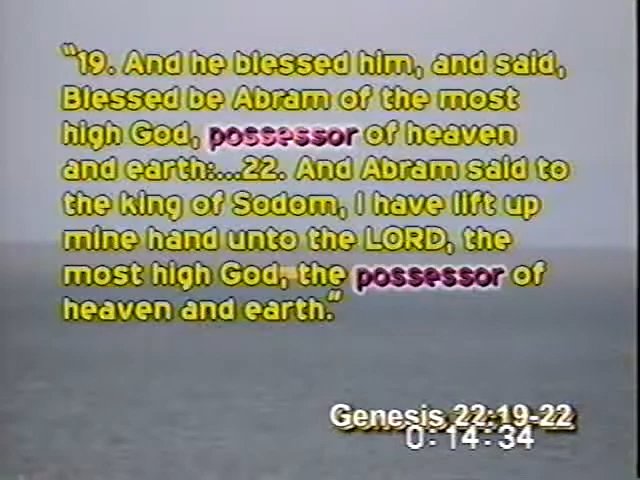 “19. And he blessed him, and said,
Blessed be Abram of the most
high God, possessor of heaven
and earth:...22. And Abram said to
the king of Sodom, I have lift up
mine hand unto the LORD, the
most high God, the possessor of
heaven and earth.”
Genesis 22:19-22
0:14:34